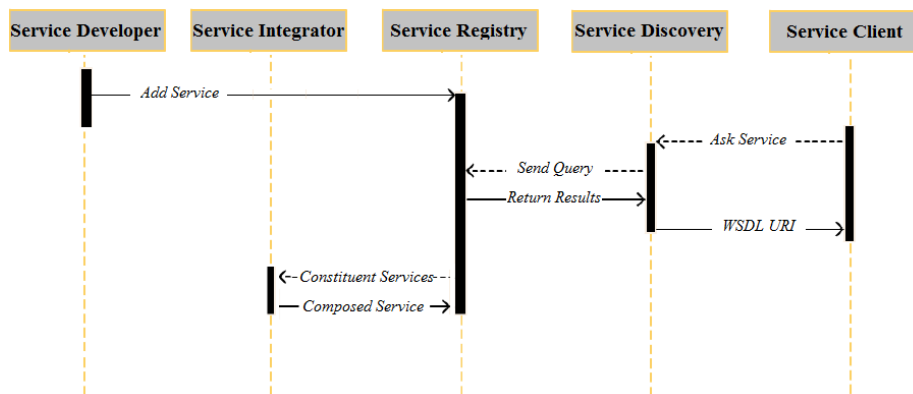 Service Developer
Service Integrator
Service Registry
Service Discovery
Service Client
Add Service
Ask Service
Send Query
Return Results
WSDL URI
Constituent Services
Composed Service